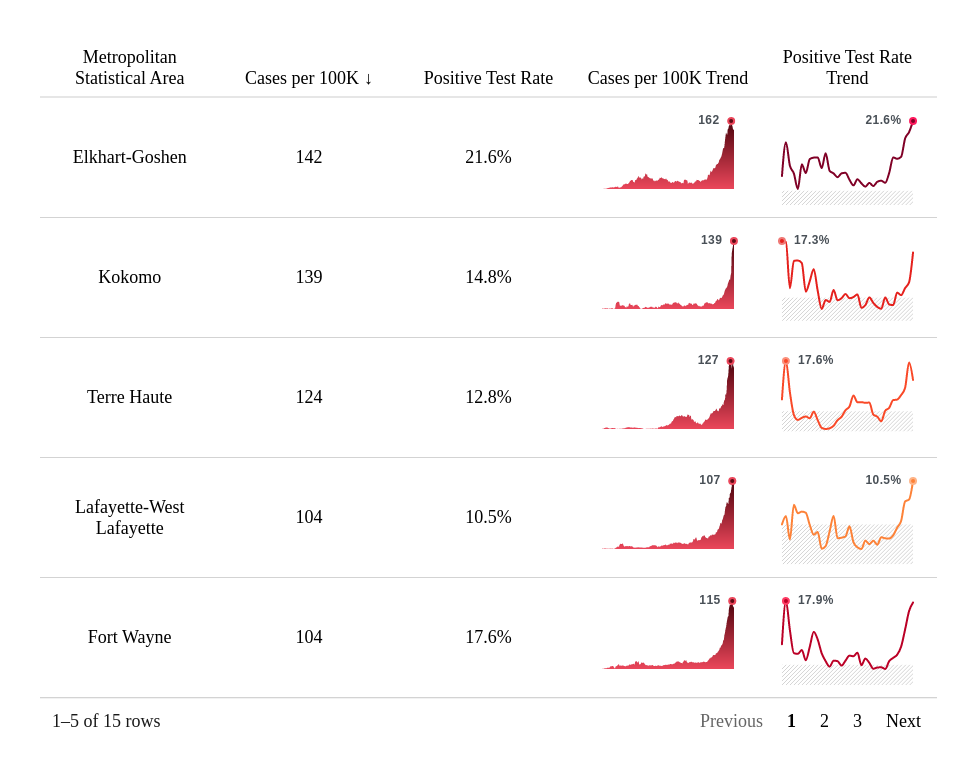 Metropolitan
Statistical Area
Cases per 100K ↓
Positive Test Rate
Cases per 100K Trend
Positive Test Rate
Trend
Elkhart-Goshen
142
21.6%
162
21.6%
Kokomo
139
14.8%
139
17.3%
Terre Haute
124
12.8%
127
17.6%
Lafayette-West
Lafayette
104
10.5%
107
10.5%
Fort Wayne
104
17.6%
115
17.9%
1–5 of 15 rows
Previous 1 2 3 Next